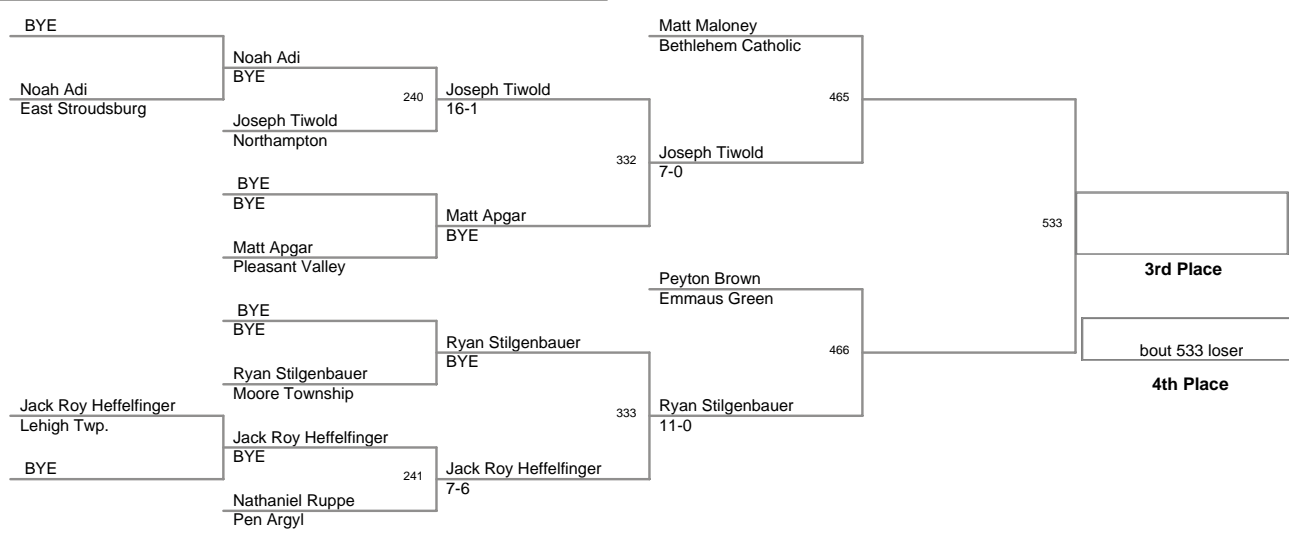 BYE
Noah Adi
East Stroudsburg
Jack Roy Heffelfinger
Lehigh Twp.
BYE
Noah Adi
BYE
240
Joseph Tiwold
Northampton
BYE
BYE
Matt Apgar
Pleasant Valley
BYE
BYE
Ryan Stilgenbauer
Moore Township
Jack Roy Heffelfinger
BYE
241
Nathaniel Ruppe
Pen Argyl
Joseph Tiwold
16-1
332
Matt Apgar
BYE
Ryan Stilgenbauer
BYE
333
Jack Roy Heffelfinger
7-6
Matt Maloney
Bethlehem Catholic
465
Joseph Tiwold
7-0
Peyton Brown
Emmaus Green
466
Ryan Stilgenbauer
11-0
533
3rd Place
bout 533 loser
4th Place